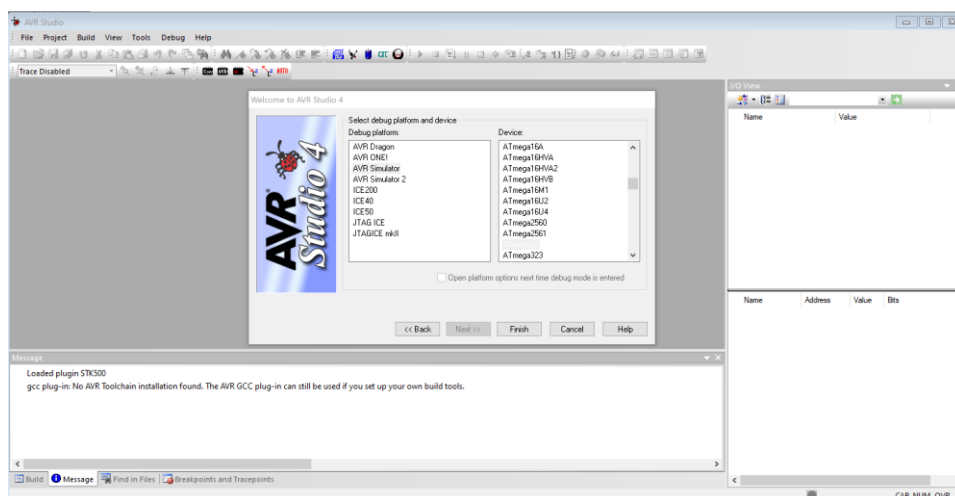 AVR Studio
File Project Build View Tools Debug Help
Trace Disabled
AUTO
Welcome to AVR Studio 4
AVR Studio 4
Select debug platform and device
Debug platform:
AVR Dragon
AVR ONE!
AVR Simulator
AVR Simulator 2
ICE200
ICE40
ICE50
JTAG ICE
JTAGICE mkII
Device:
ATmega16A
ATmega16HVA
ATmega16HVA2
ATmega16HVB
ATmega16M1
ATmega16U2
ATmega16U4
ATmega2560
ATmega2561
ATmega323
Open platform options next time debug mode is entered
<< Back Next >> Finish Cancel Help
I/O View
Name Value
Name Address Value Bits
Message
Loaded plugin STK500
gcc plug-in: No AVR Toolchain installation found. The AVR GCC plug-in can still be used if you set up your own build tools.
Build Message Find in Files Breakpoints and Tracepoints
CAP NUM OVR